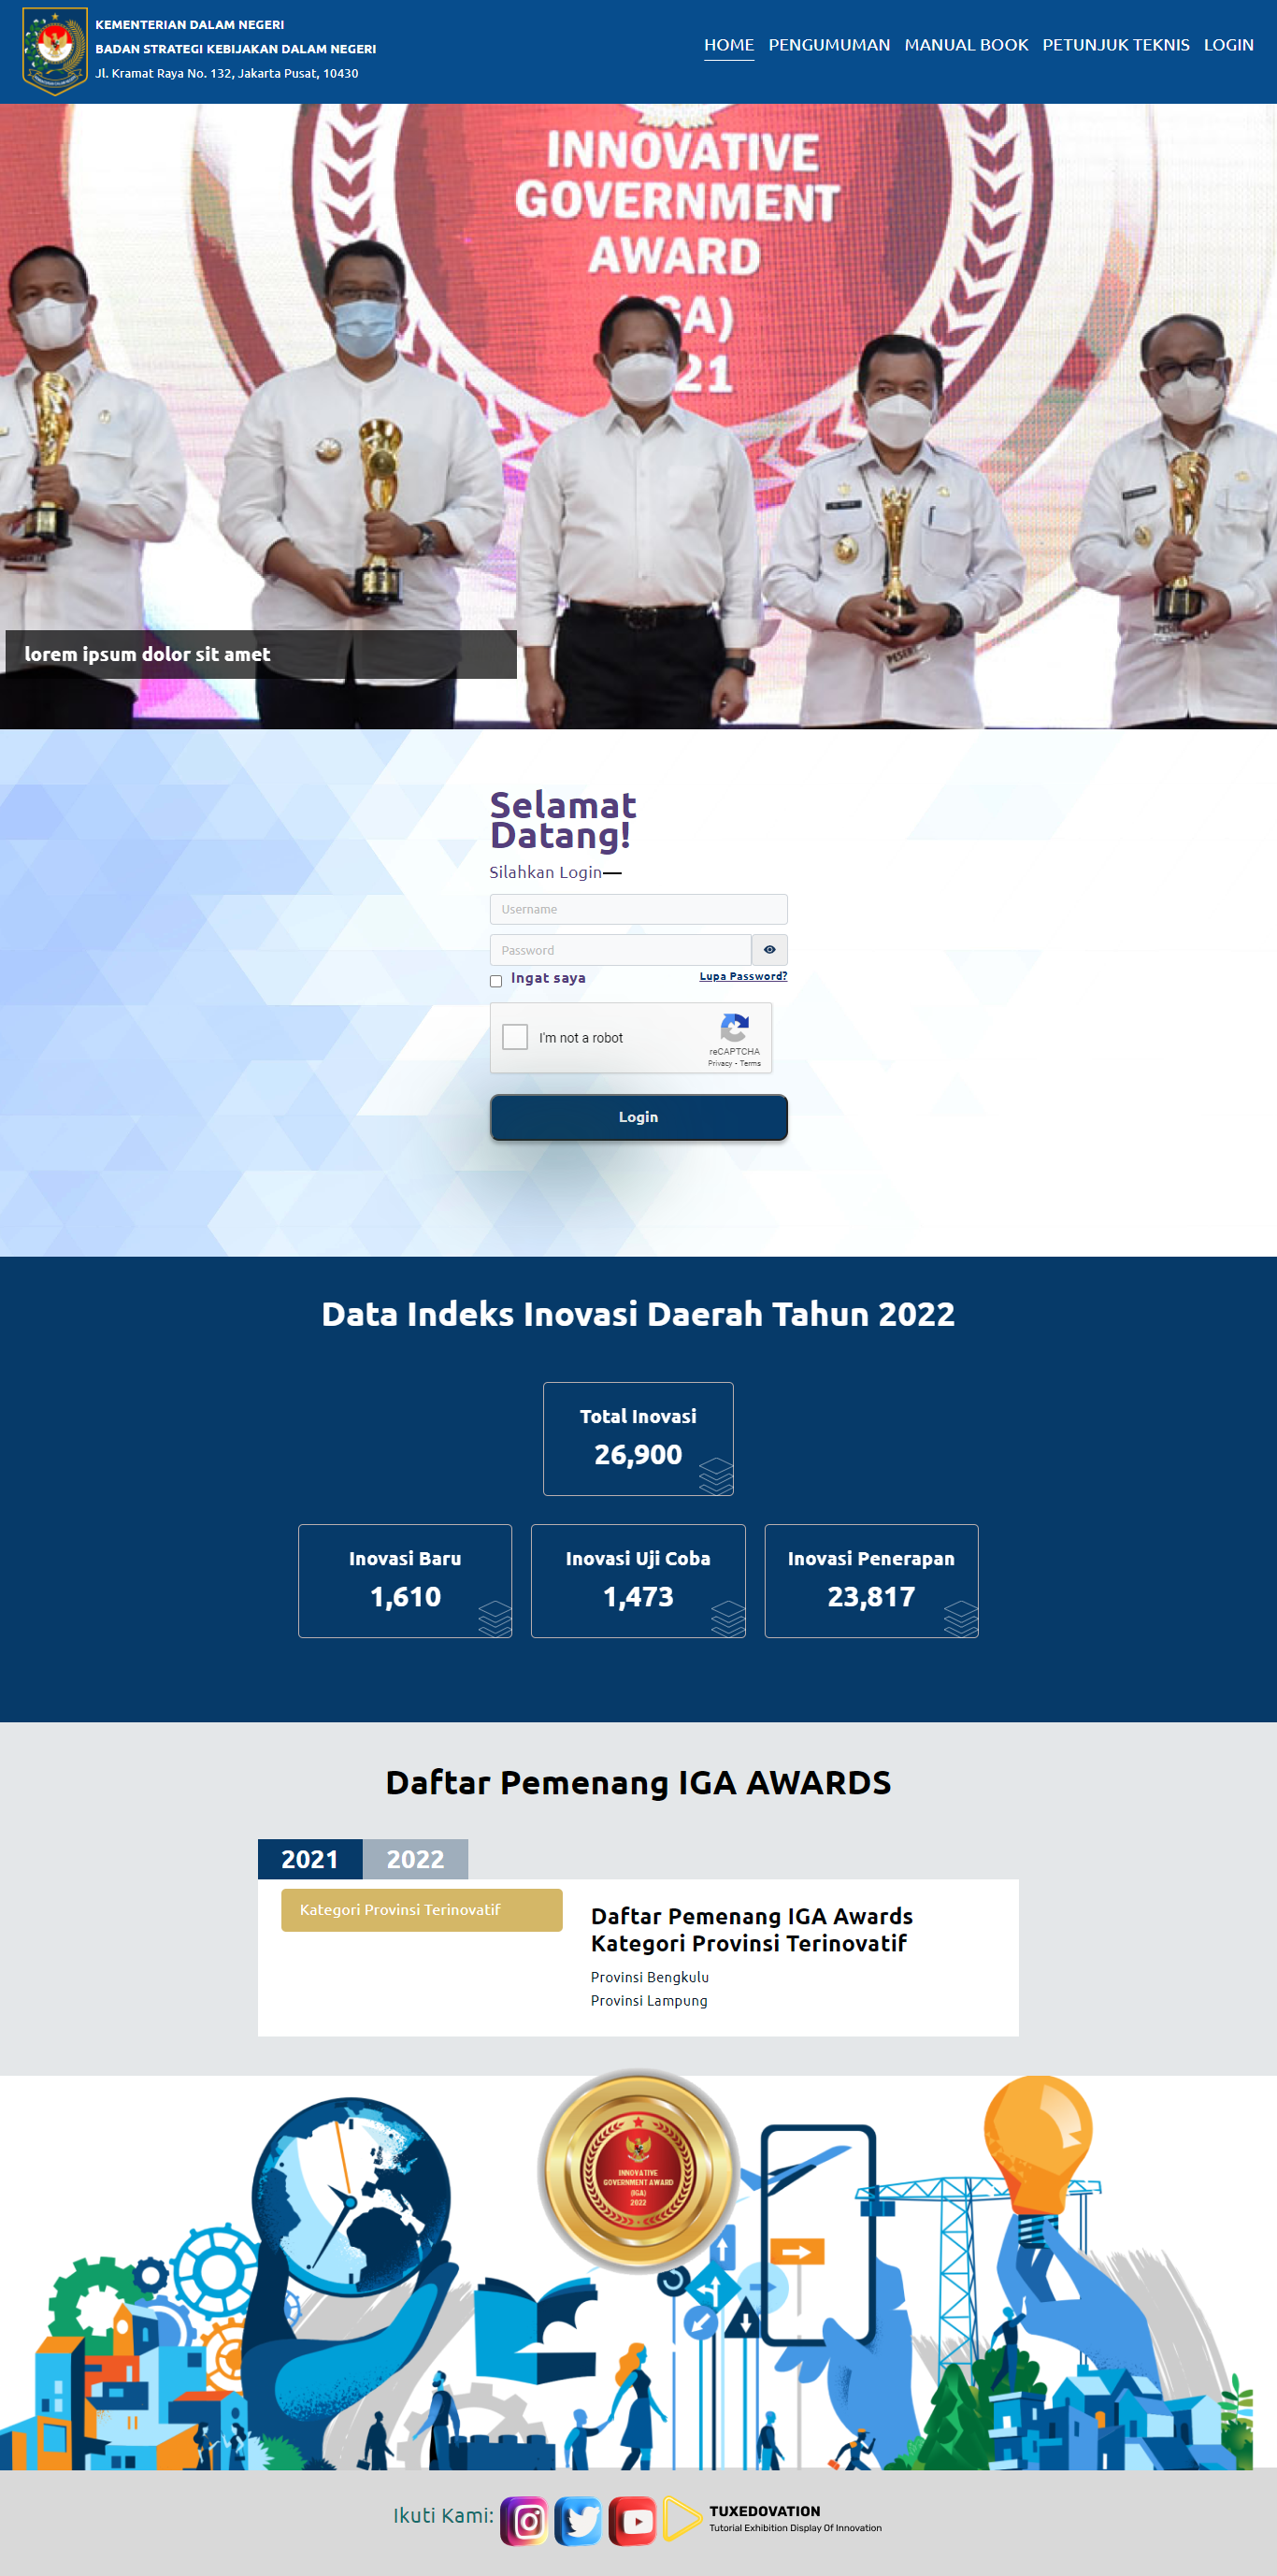 KEMENTERIAN DALAM NEGERI
BADAN STRATEGI KEBIJAKAN DALAM NEGERI
Jl. Kramat Raya No. 132, Jakarta Pusat, 10430
HOME PENGUMUMAN MANUAL BOOK PETUNJUK TEKNIS LOGIN
INNOVATIVE
GOVERNMENT
AWARD
GA)
21
lorem ipsum dolor sit amet
Selamat
Datang!
Silahkan Login
Username
Password
Ingat saya
Lupa Password?
I'm not a robot
reCAPTCHA
Privacy - Terms
Login
Data Indeks Inovasi Daerah Tahun 2022
Total Inovasi
26,900
Inovasi Baru
1,610
Inovasi Uji Coba
1,473
Inovasi Penerapan
23,817
Daftar Pemenang IGA AWARDS
2021 2022
Kategori Provinsi Terinovatif
Daftar Pemenang IGA Awards
Kategori Provinsi Terinovatif
Provinsi Bengkulu
Provinsi Lampung
INNOVATIVE
GOVERNMENT AWARD
(IGA)
2022
Ikuti Kami:
TUXEDOVATION
Tutorial Exhibition Display Of Innovation